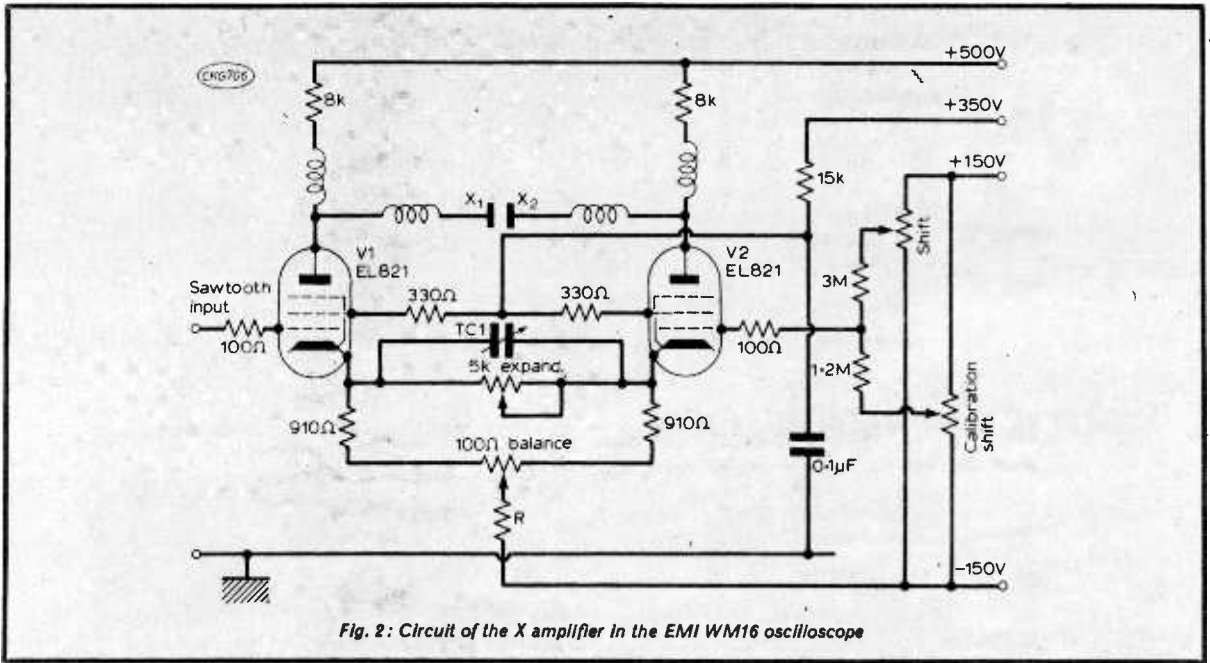 CKG706
+500V
8k
8k
+350V
+150V
15k
X1
X2
Shift
V1
EL821
V2
EL821
Sawtooth
input
330Ω
330Ω
3M
100Ω
TC1
100Ω
5k expand.
1·2M
910Ω
910Ω
100Ω balance
Calibration
shift
0·1µF
R
-150V
Fig. 2: Circuit of the X amplifier in the EMI WM16 oscilloscope